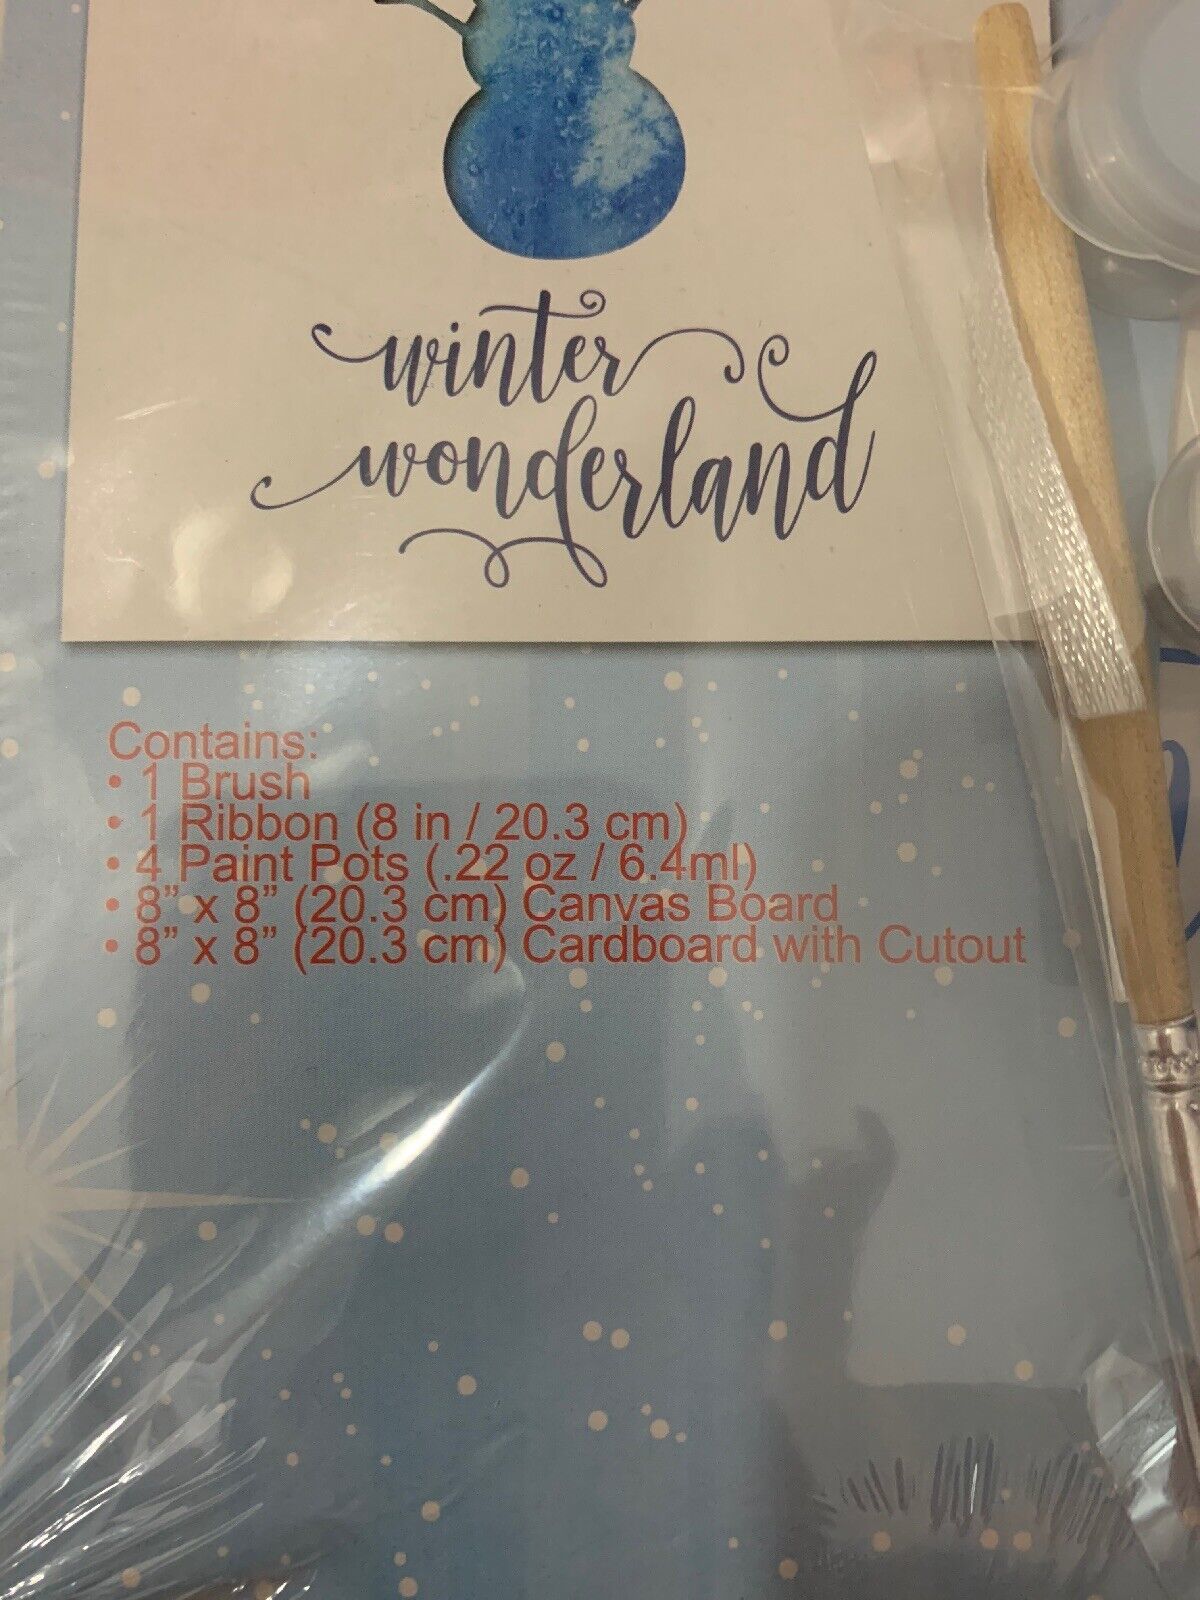 winter
wonderland
Contains:
• 1 Brush
• 1 Ribbon (8 in / 20.3 cm)
• 4 Paint Pots (.22 oz / 6.4ml)
• 8” x 8” (20.3 cm) Canvas Board
• 8” x 8” (20.3 cm) Cardboard with Cutout